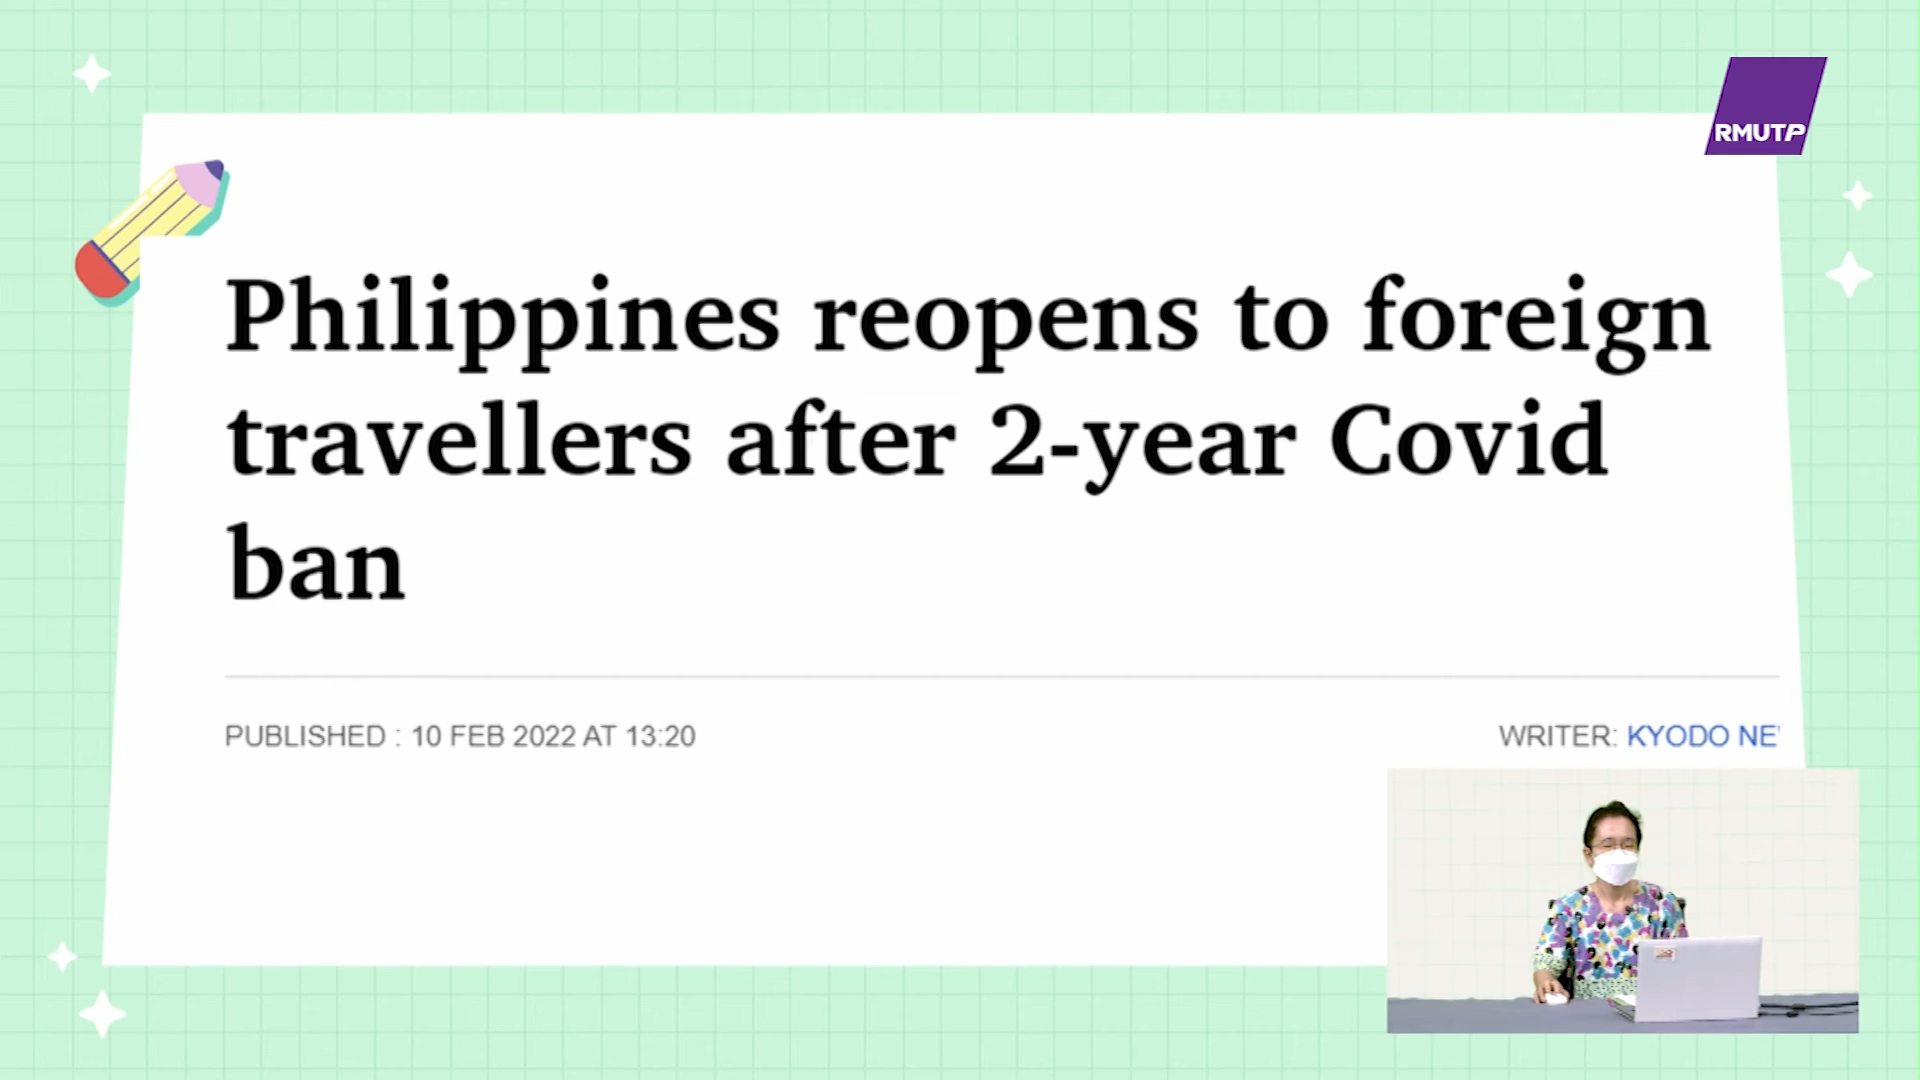 RMUTP
Philippines reopens to foreign
travellers after 2-year Covid
ban
PUBLISHED : 10 FEB 2022 AT 13:20
WRITER: KYODO NE